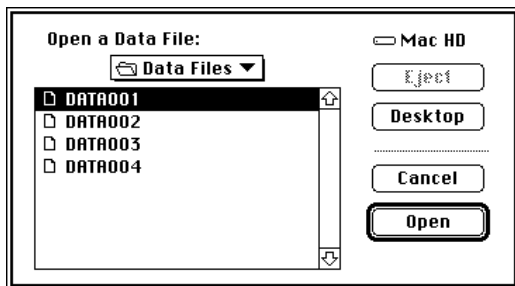 Open a Data File:
Data Files
DATA001
DATA002
DATA003
DATA004
Mac HD
Eject
Desktop
Cancel
Open